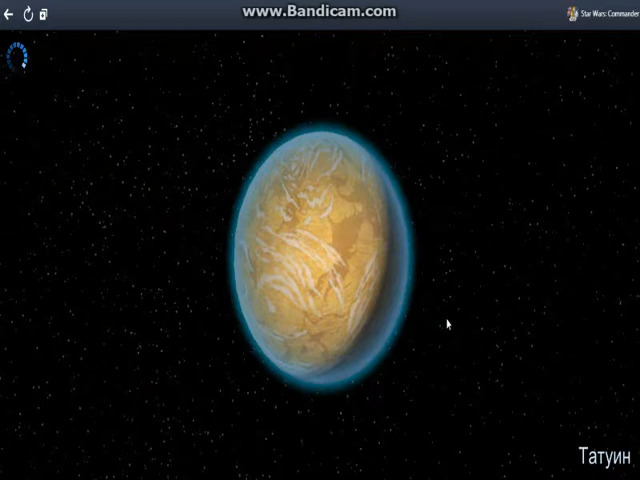 www.Bandicam.com
Star Wars: Commander
Татуин